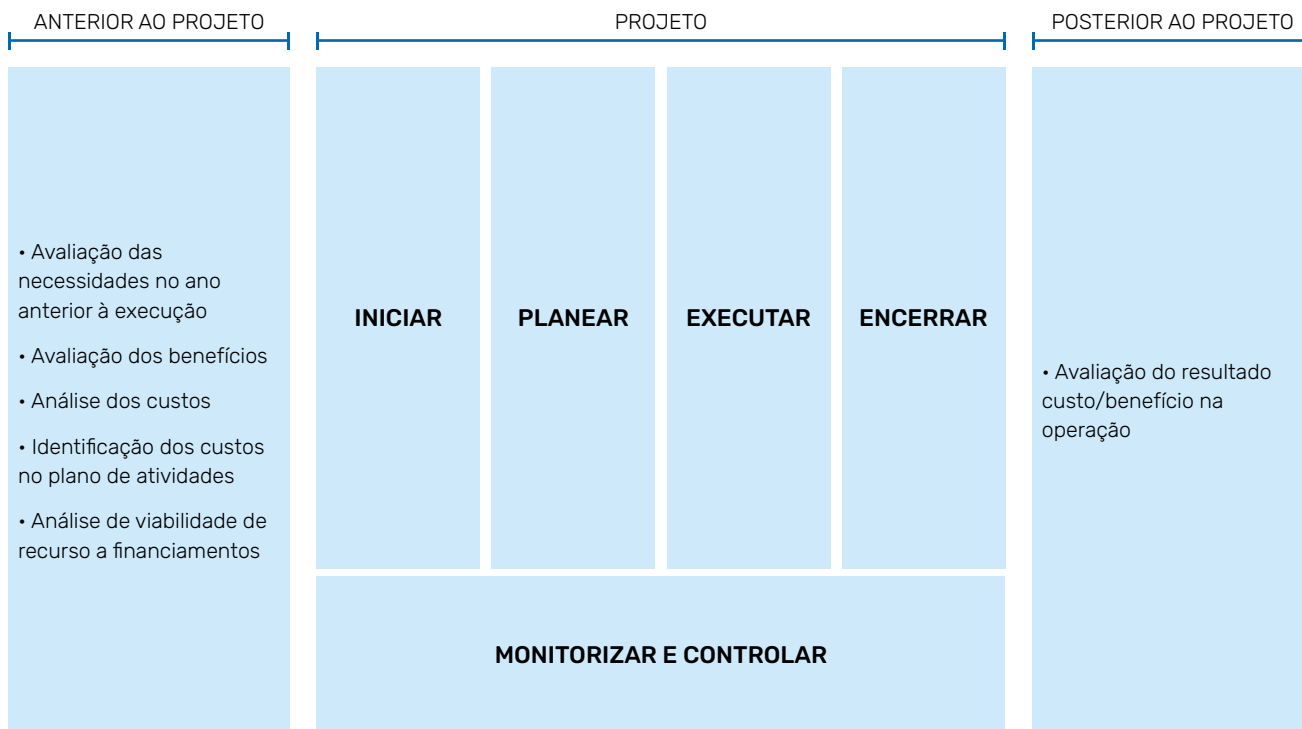 ANTERIOR AO PROJETO
PROJETO
POSTERIOR AO PROJETO
• Avaliação das
necessidades no ano
anterior à execução
• Avaliação dos benefícios
• Análise dos custos
• Identificação dos custos
no plano de atividades
• Análise de viabilidade de
recurso a financiamentos
INICIAR
PLANEAR
EXECUTAR
ENCERRAR
MONITORIZAR E CONTROLAR
• Avaliação do resultado
custo/benefício na
operação